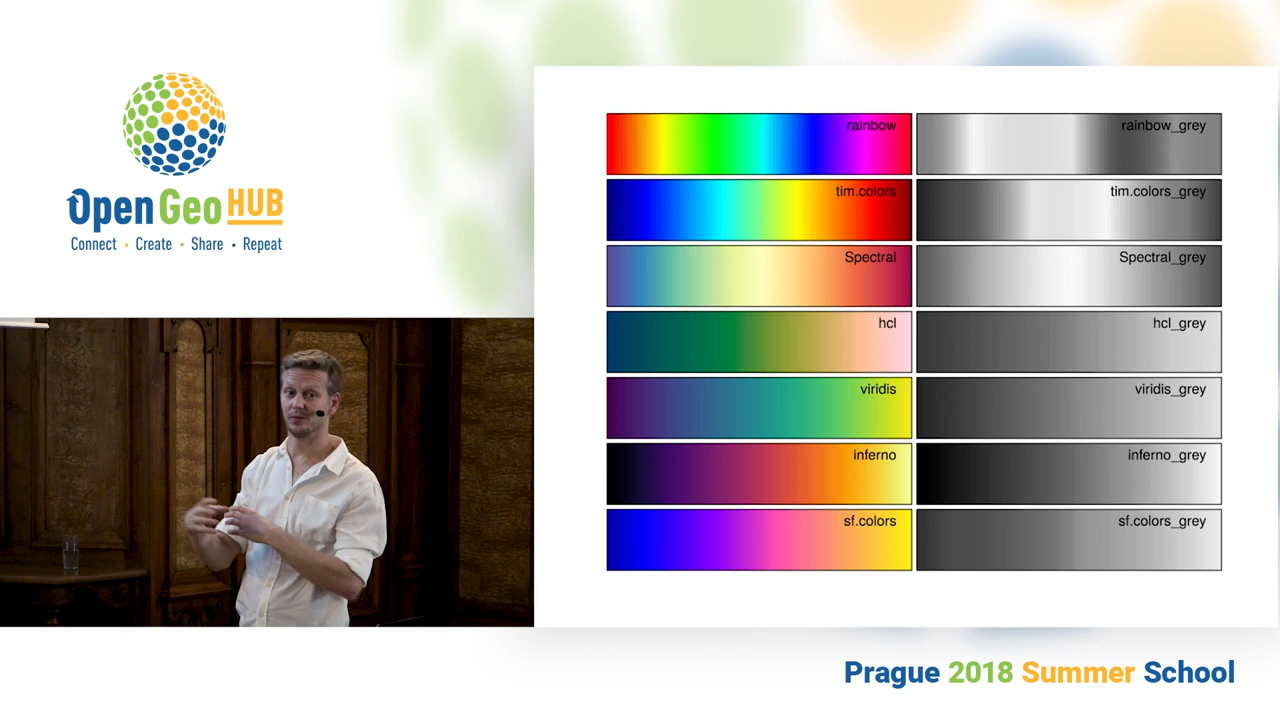 Open Geo HUB
Connect • Create • Share • Repeat
rainbow
rainbow_grey
tim.colors
tim.colors_grey
Spectral
Spectral_grey
hcl
hcl_grey
viridis
viridis_grey
inferno
inferno_grey
sf.colors
sf.colors_grey
Prague 2018 Summer School